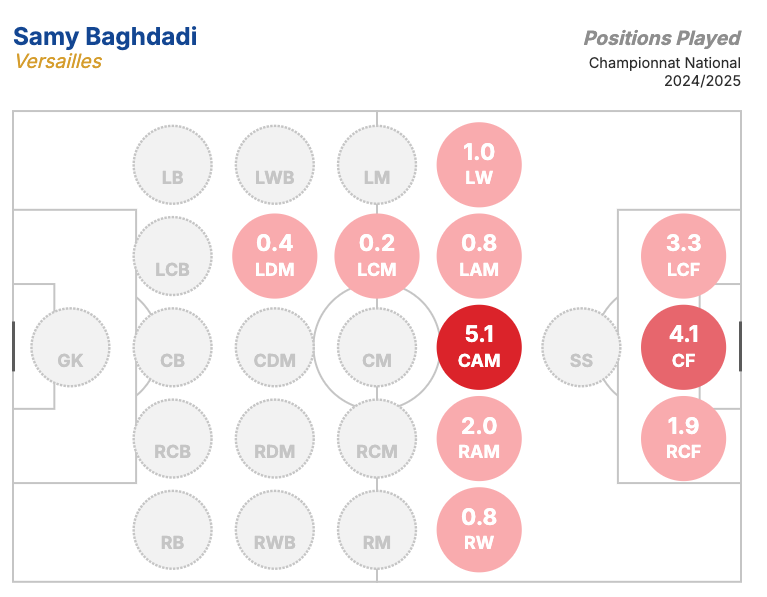 Samy Baghdadi
Versailles
Positions Played
Championnat National
2024/2025
LB
LWB
LM
1.0
LW
LCB
0.4
LDM
0.2
LCM
0.8
LAM
3.3
LCF
GK
CB
CDM
CM
5.1
CAM
SS
4.1
CF
RCB
RDM
RCM
2.0
RAM
1.9
RCF
RB
RWB
RM
0.8
RW